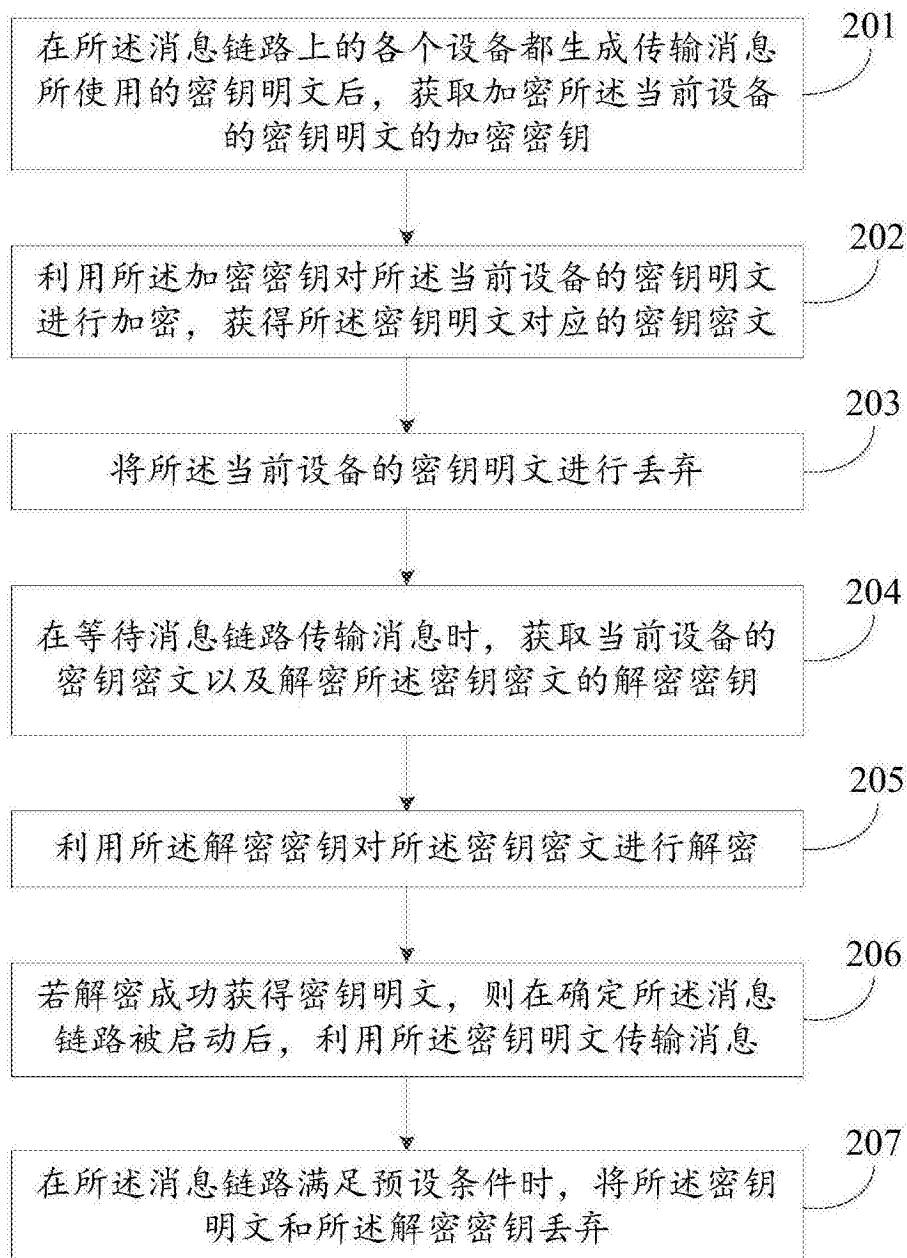 201
在所述消息链路上的各个设备都生成传输消息
所使用的密钥明文后，获取加密所述当前设备
的密钥明文的加密密钥
202
利用所述加密密钥对所述当前设备的密钥明文
进行加密，获得所述密钥明文对应的密钥密文
203
将所述当前设备的密钥明文进行丢弃
204
在等待消息链路传输消息时，获取当前设备的
密钥密文以及解密所述密钥密文的解密密钥
205
利用所述解密密钥对所述密钥密文进行解密
206
若解密成功获得密钥明文，则在确定所述消息
链路被启动后，利用所述密钥明文传输消息
207
在所述消息链路满足预设条件时，将所述密钥
明文和所述解密密钥丢弃